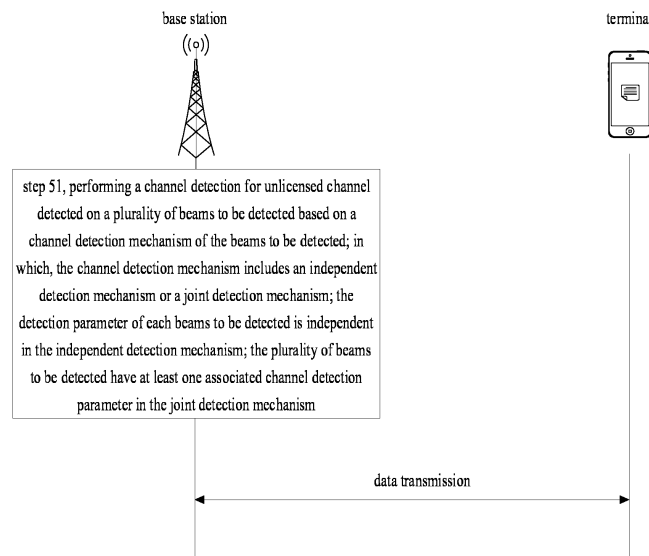 base station
termina
step 51, performing a channel detection for unlicensed channel
detected on a plurality of beams to be detected based on a
channel detection mechanism of the beams to be detected; in
which, the channel detection mechanism includes an independent
detection mechanism or a joint detection mechanism; the
detection parameter of each beams to be detected is independent
in the independent detection mechanism; the plurality of beams
to be detected have at least one associated channel detection
parameter in the joint detection mechanism
data transmission